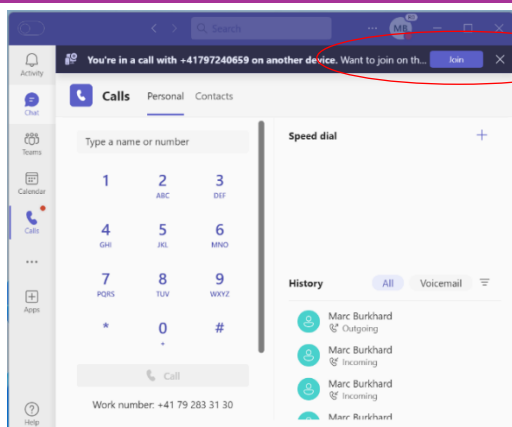 Search
...
MB
Activity
You're in a call with +41797240659 on another device. Want to join on th...
Join
Chat
Calls
Personal
Contacts
Teams
Type a name or number
Speed dial
Calendar
1
2
ABC
3
DEF
Calls
4
GHI
5
JKL
6
MNO
...
7
PQRS
8
TUV
9
WXYZ
Apps
*
0
+
#
Call
Work number: +41 79 283 31 30
History
All
Voicemail
Marc Burkhard
Outgoing
Marc Burkhard
Incoming
Marc Burkhard
Incoming
Marc Burkhard
Help